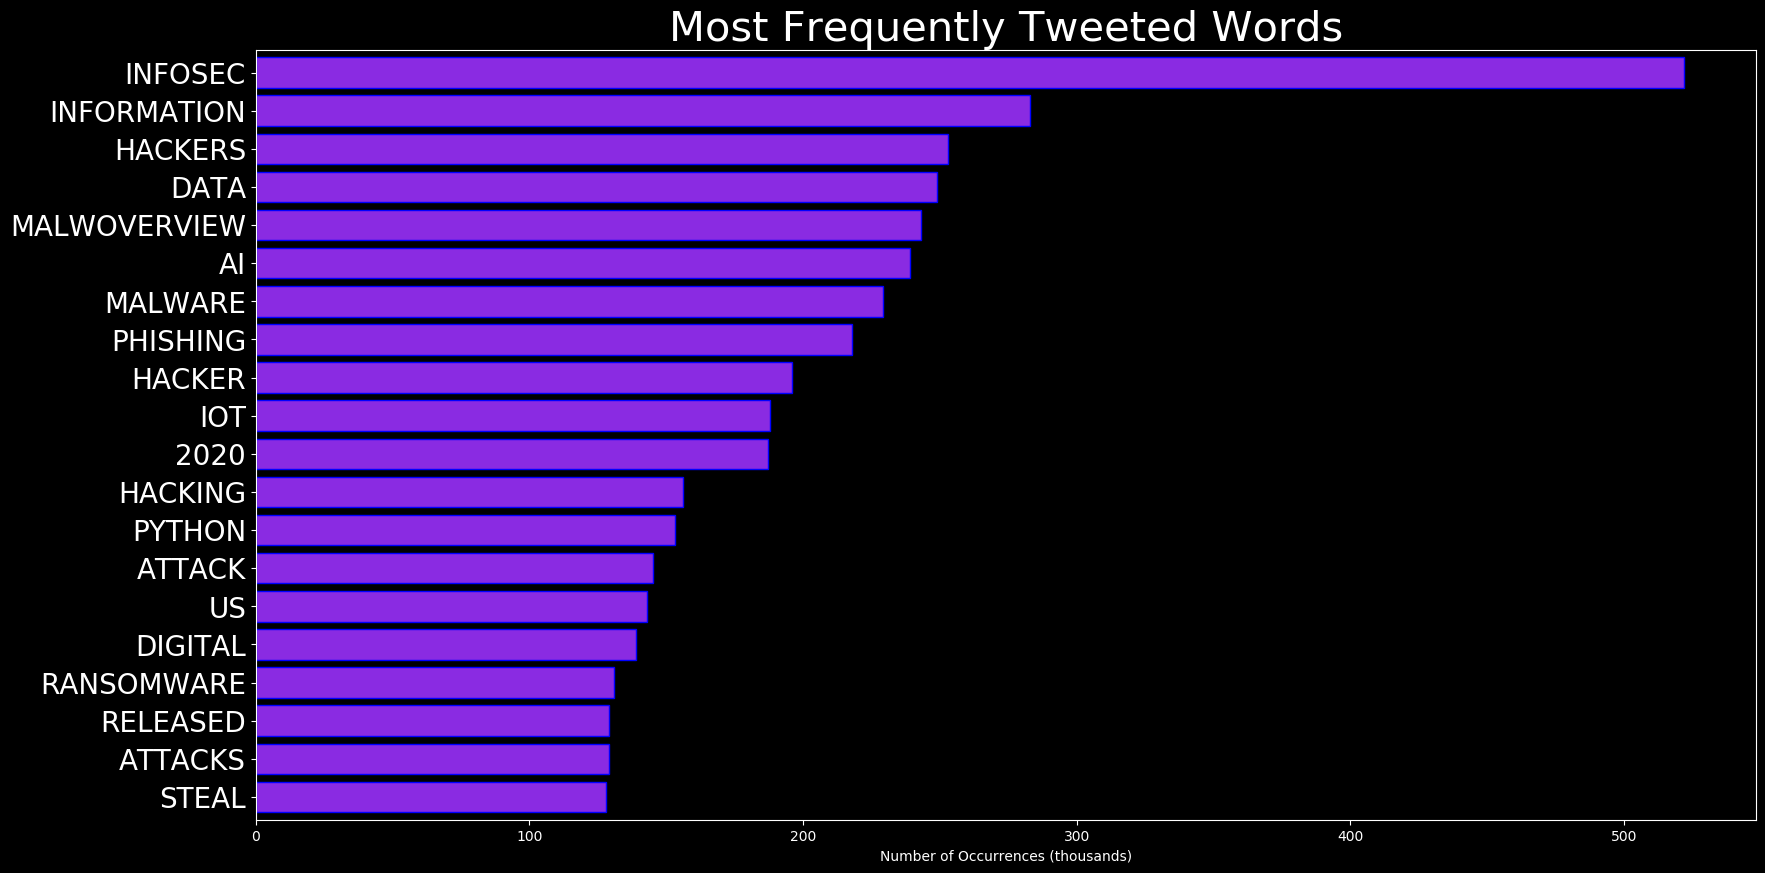 Most Frequently Tweeted Words
INFOSEC
INFORMATION
HACKERS
DATA
MALWOVERVIEW
AI
MALWARE
PHISHING
HACKER
IOT
2020
HACKING
PYTHON
ATTACK
US
DIGITAL
RANSOMWARE
RELEASED
ATTACKS
STEAL
0 100 200 300 400 500
Number of Occurrences (thousands)